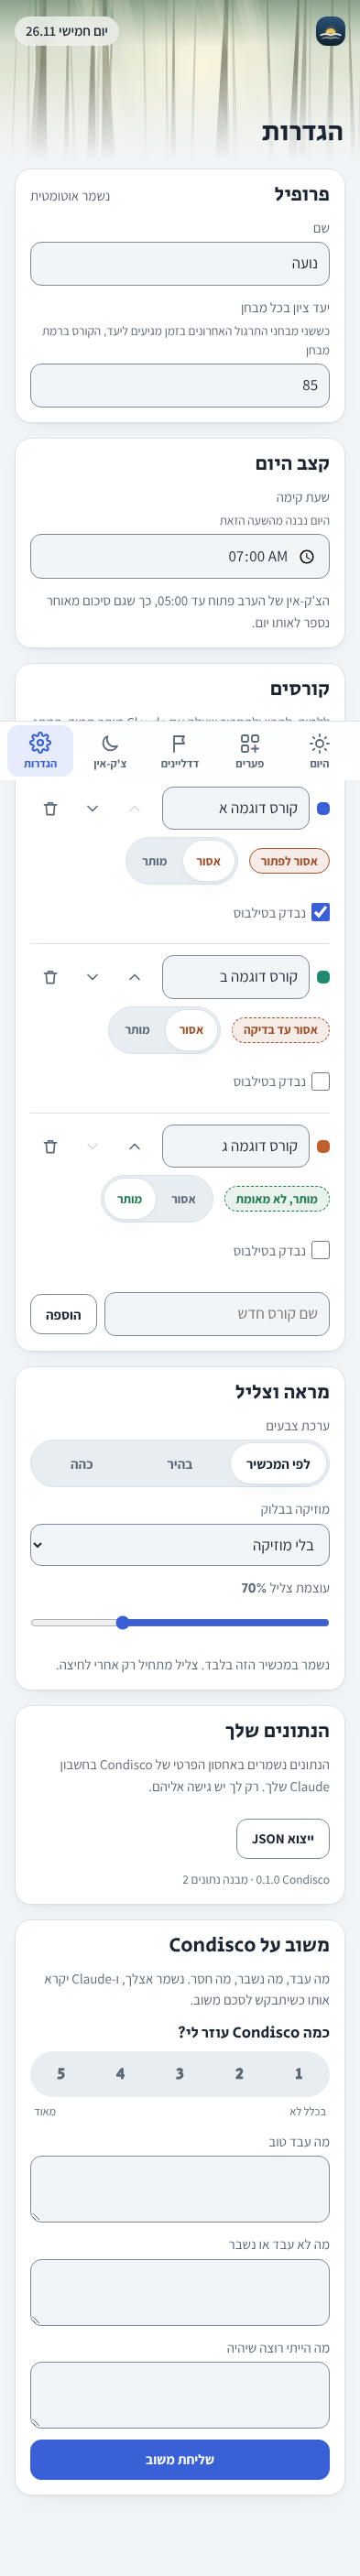 יום חמישי 26.11
הגדרות
פרופיל
נשמר אוטומטית
שם
נועה
יעד ציון בכל מבחן
כששני מבחני התרגול האחרונים בזמן מגיעים ליעד, הקורס ברמת
מבחן
85
קצב היום
שעת קימה
היום נבנה מהשעה הזאת
07:00 AM
הצ'ק-אין של הערב פתוח עד 05:00, כך שגם סיכום מאוחר
נספר לאותו יום.
קורסים
היום
פערים
דדליינים
צ'ק-אין
הגדרות
קורס דוגמה א
אסור לפתור
אסור
מותר
נבדק בסילבוס
קורס דוגמה ב
אסור עד בדיקה
אסור
מותר
נבדק בסילבוס
קורס דוגמה ג
מותר, לא מאומת
אסור
מותר
נבדק בסילבוס
שם קורס חדש
הוספה
מראה וצליל
ערכת צבעים
לפי המכשיר
בהיר
כהה
מוזיקה בבלוק
בלי מוזיקה
עוצמת צליל 70%
נשמר במכשיר הזה בלבד. צליל מתחיל רק אחרי לחיצה.
הנתונים שלך
הנתונים נשמרים באחסון הפרטי של Condisco בחשבון
Claude שלך. רק לך יש גישה אליהם.
ייצוא JSON
Condisco 0.1.0 · מבנה נתונים 2
משוב על Condisco
מה עבד, מה נשבר, מה חסר. נשמר אצלך, ו-Claude יקרא
אותו כשיתבקש לסכם משוב.
כמה Condisco עוזר לי?
1 2 3 4 5
בכלל לא
מאוד
מה עבד טוב
מה לא עבד או נשבר
מה הייתי רוצה שיהיה
שליחת משוב